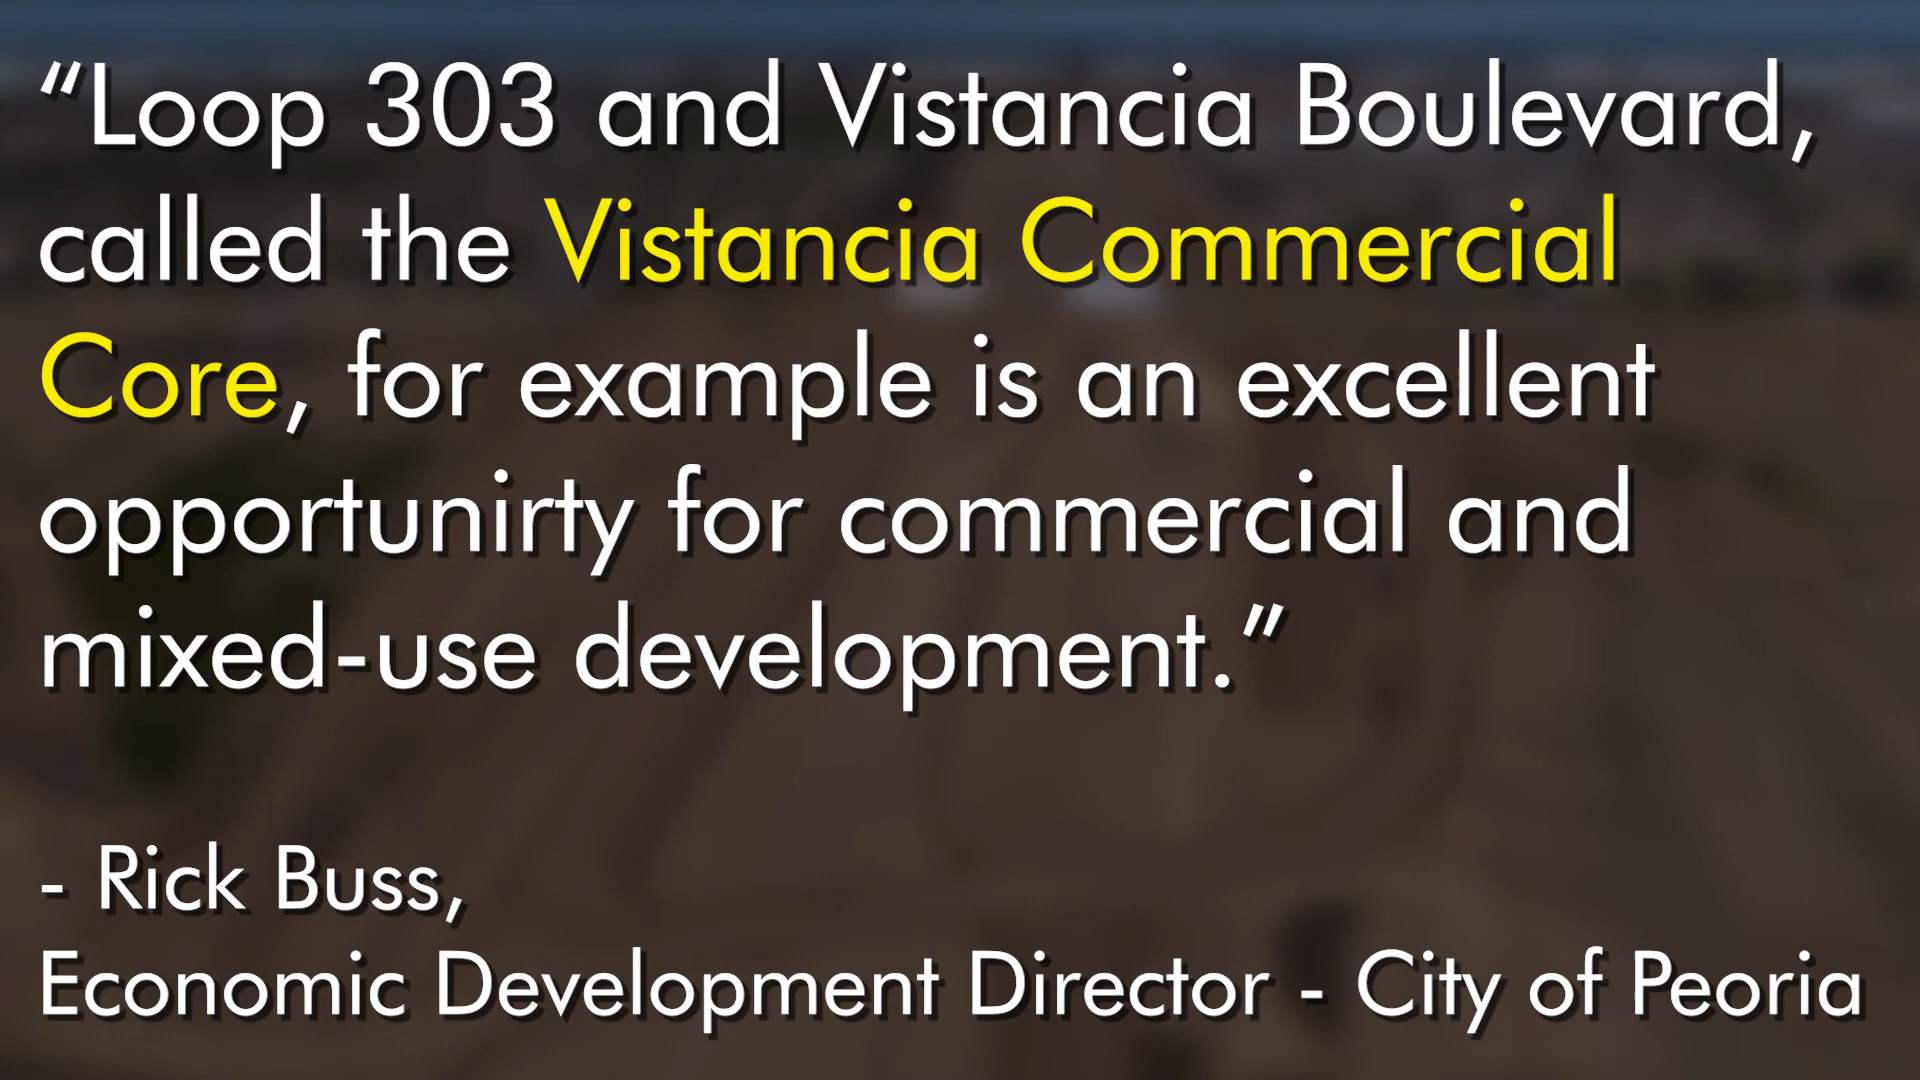 “Loop 303 and Vistancia Boulevard,
called the Vistancia Commercial
Core, for example is an excellent
opportunirty for commercial and
mixed-use development.”
- Rick Buss,
Economic Development Director - City of Peoria